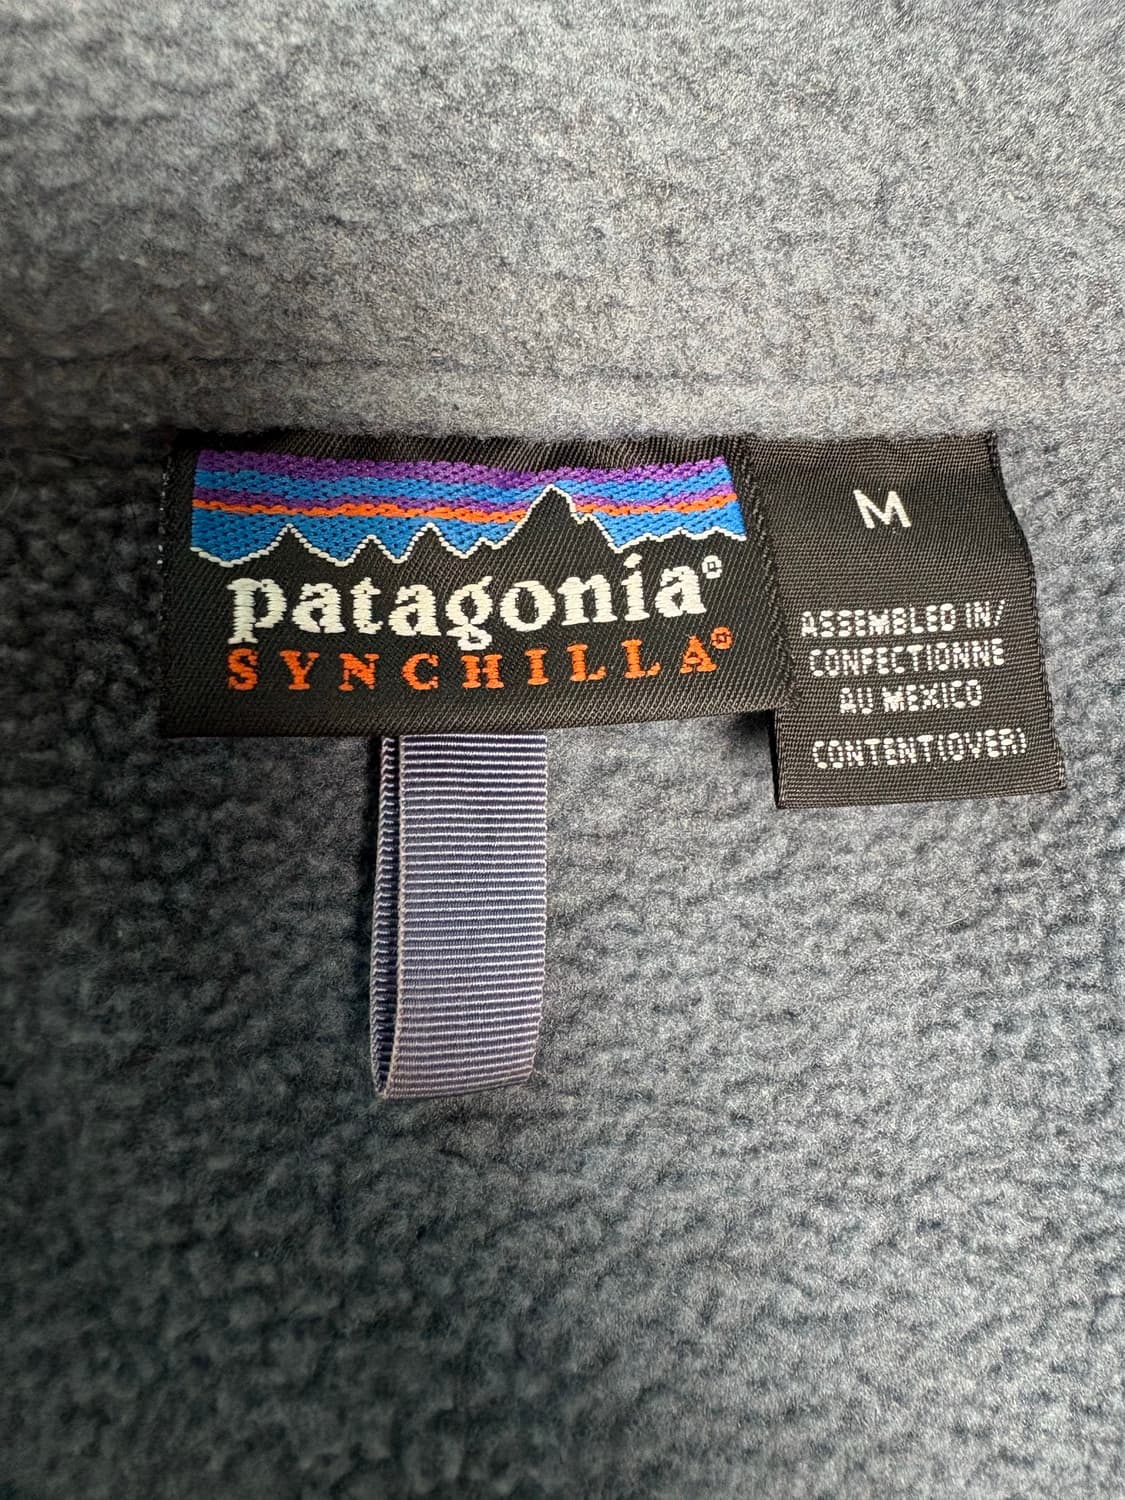 patagonia®
SYNCHILLA®
M
ASSEMBLED IN/
CONFECTIONNE
AU MEXICO
CONTENT(OVER)